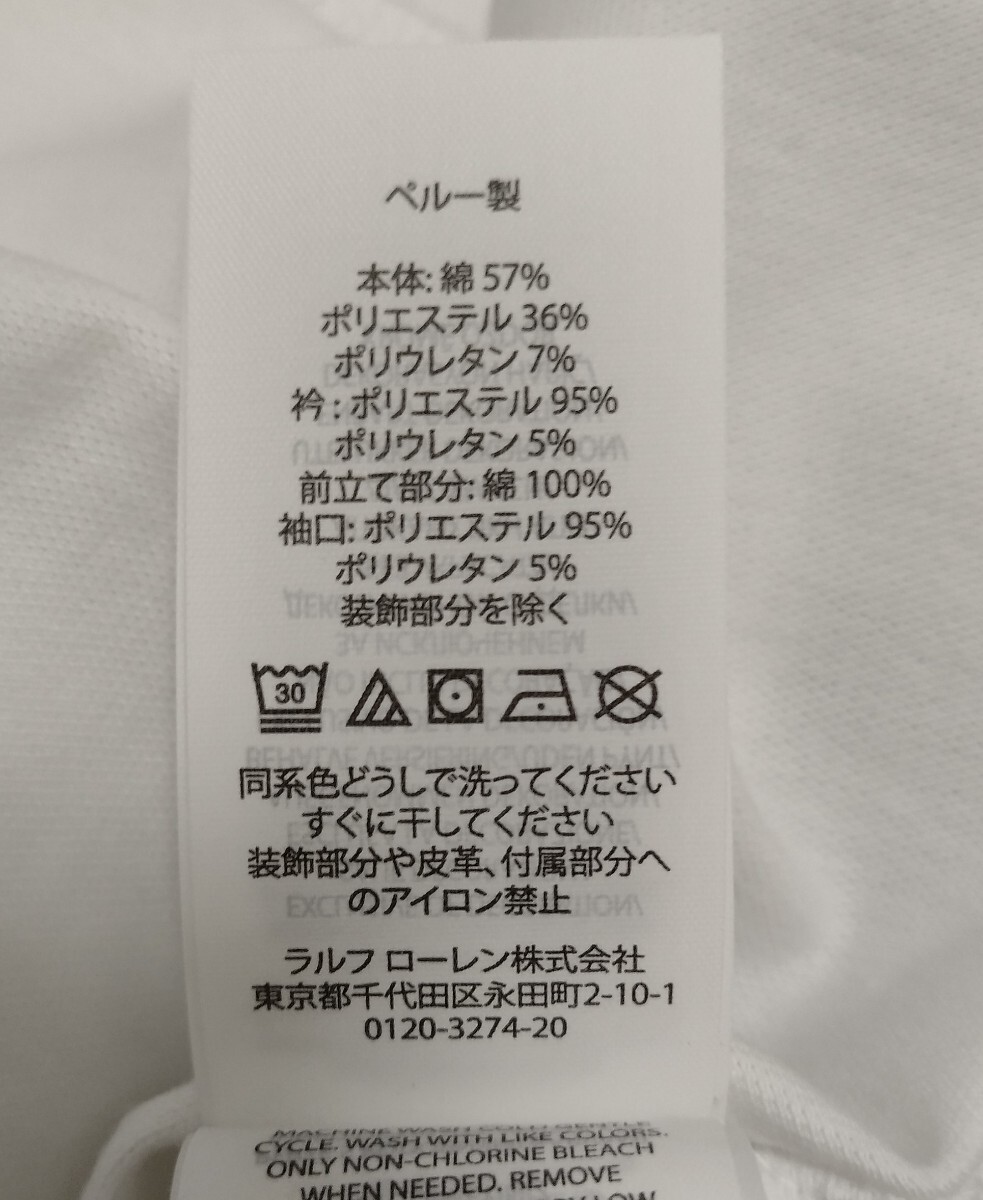 ペルー製
本体: 綿 57%
ポリエステル 36%
ポリウレタン 7%
衿 : ポリエステル 95%
ポリウレタン 5%
前立て部分: 綿 100%
袖口: ポリエステル 95%
ポリウレタン 5%
装飾部分を除く
30
同系色どうしで洗ってください
すぐに干してください
装飾部分や皮革、付属部分へ
のアイロン禁止
ラルフ ローレン株式会社
東京都千代田区永田町2-10-1
0120-3274-20
MACHINE WASH COLD GENTLE
CYCLE. WASH WITH LIKE COLORS.
ONLY NON-CHLORINE BLEACH
WHEN NEEDED. REMOVE
LOW